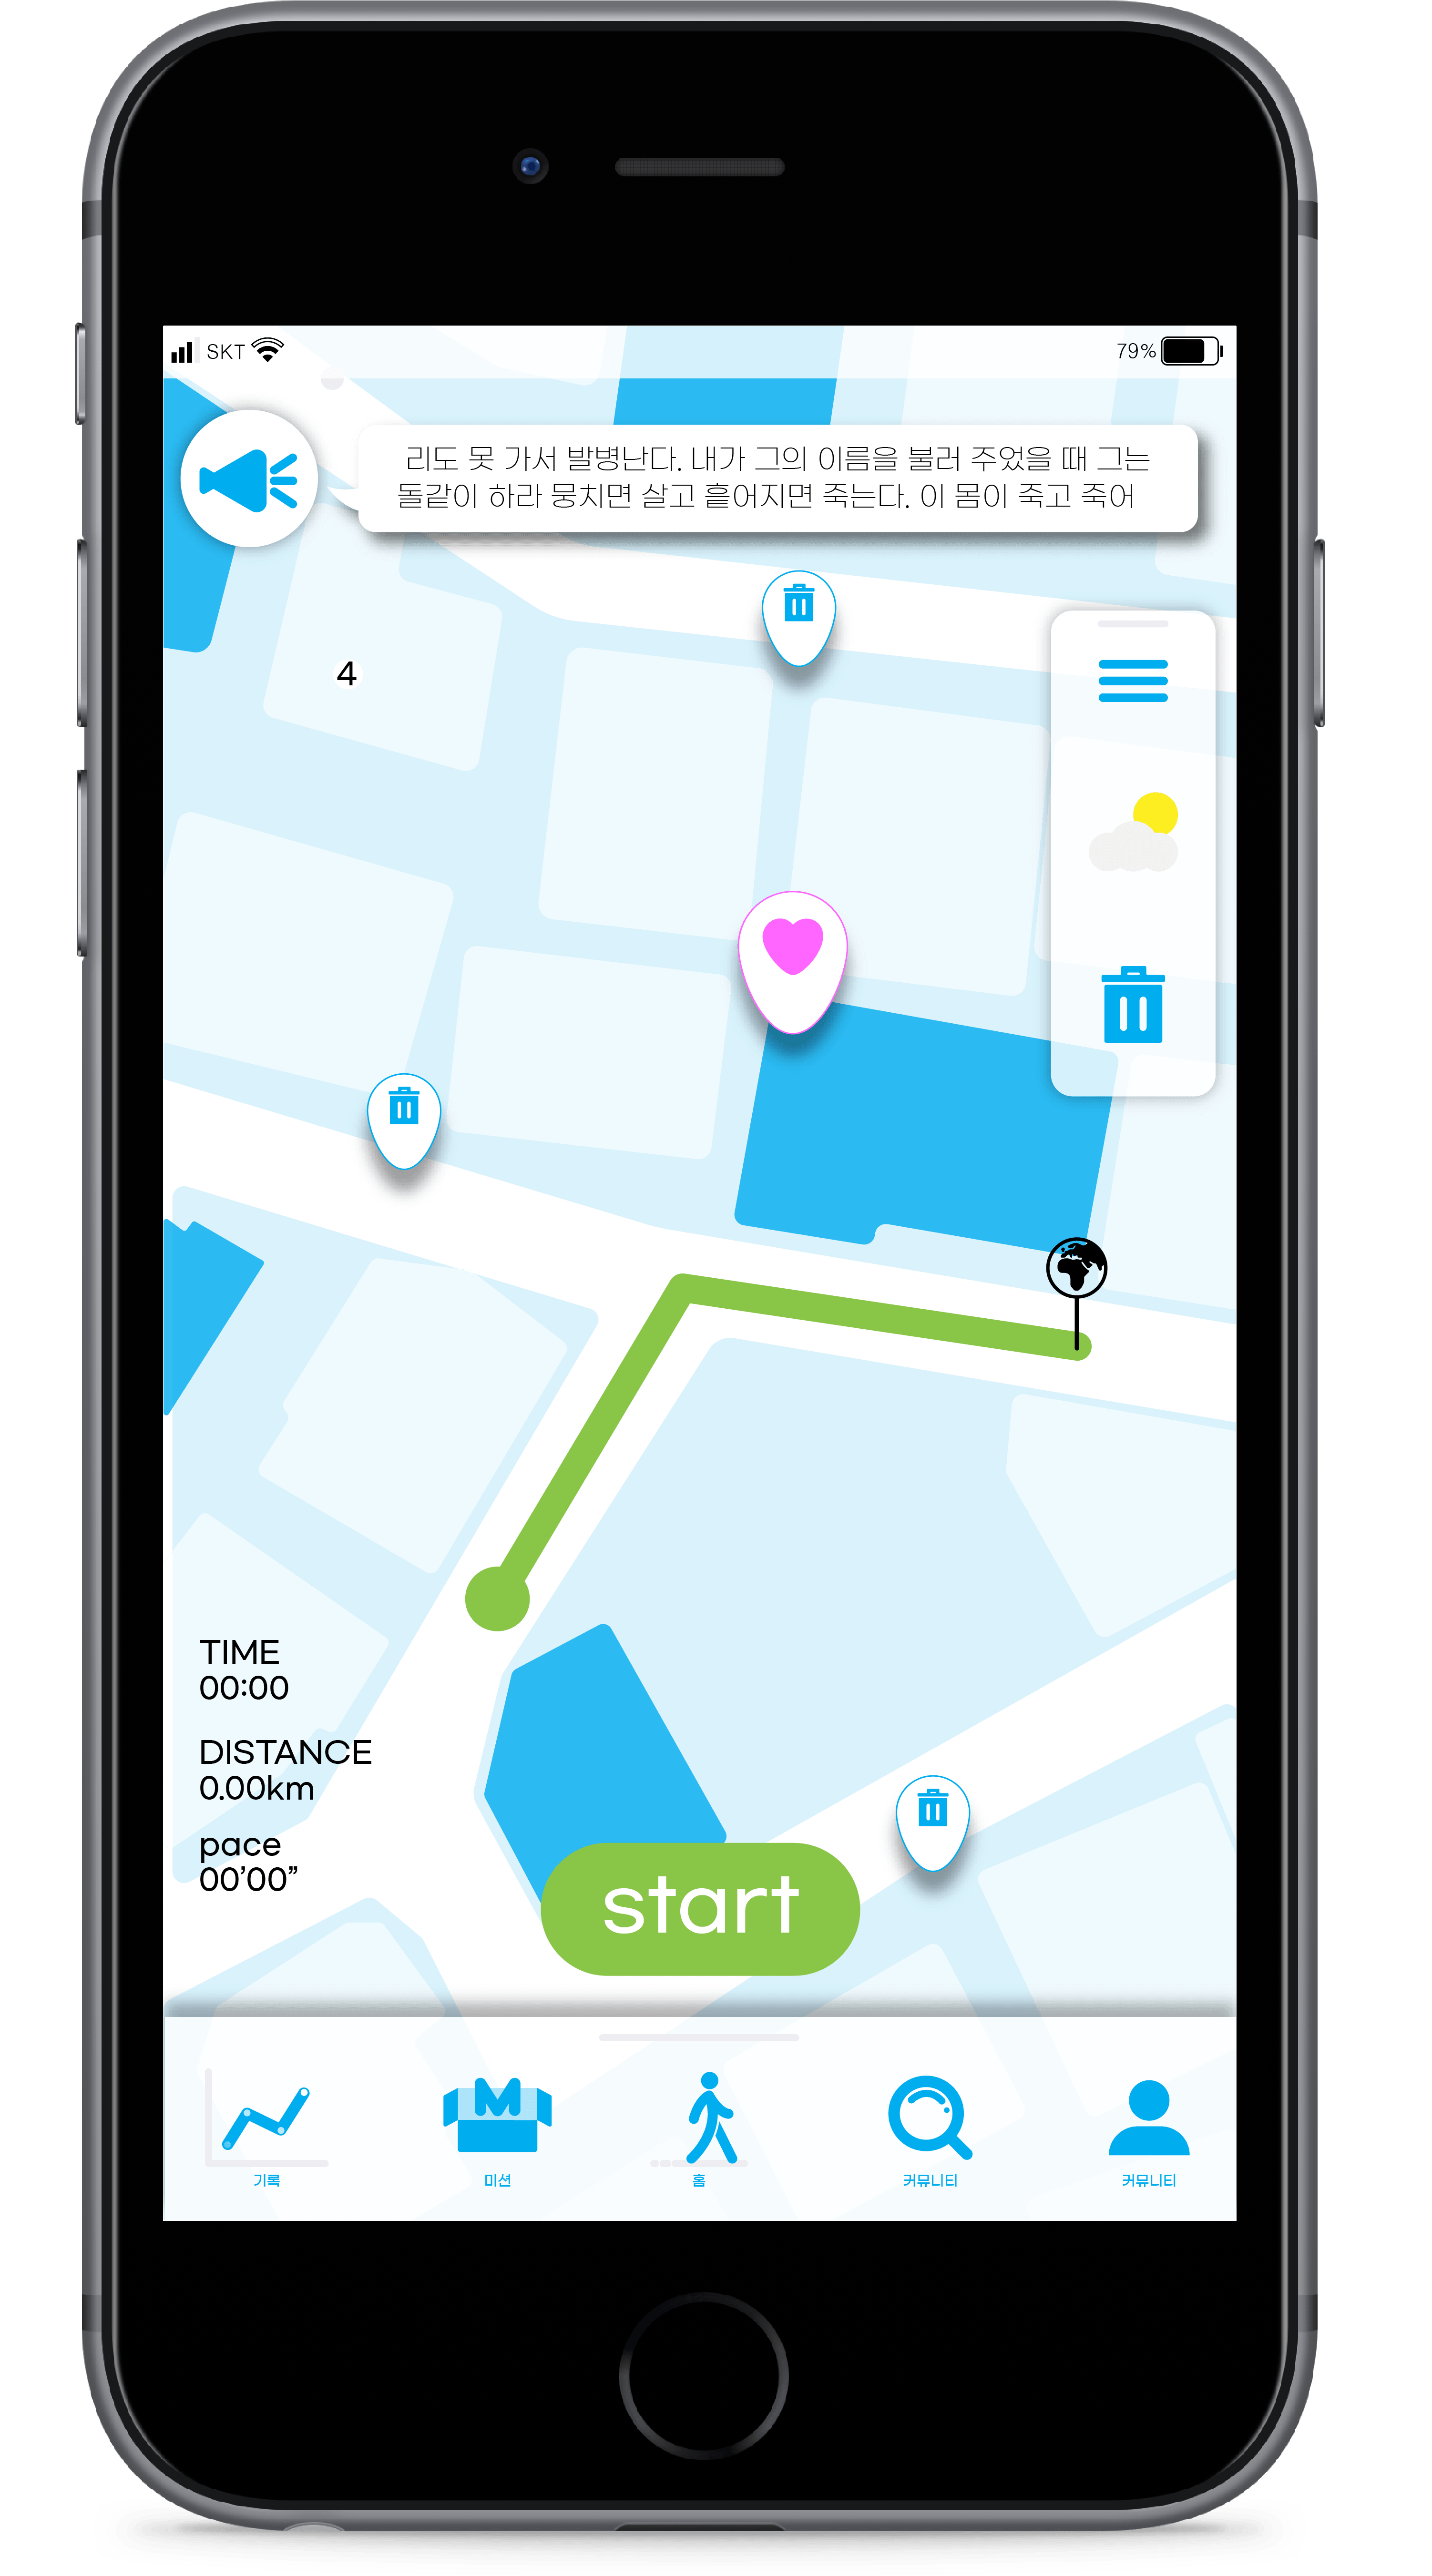 SKT
79%
리도 못 가서 발병난다. 내가 그의 이름을 불러 주었을 때 그는
돌같이 하라 뭉치면 살고 흩어지면 죽는다. 이 몸이 죽고 죽어
4
TIME
00:00
DISTANCE
0.00km
pace
00’00”
start
M
기록
미션
홈
커뮤니티
커뮤니티